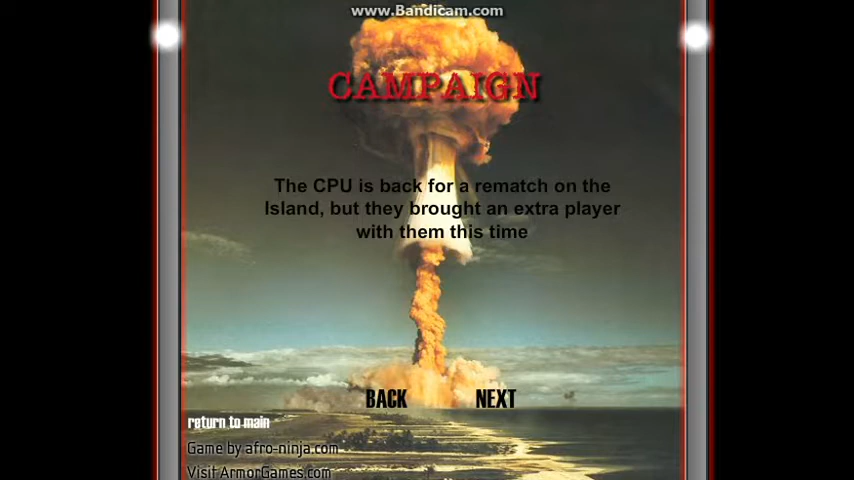 www.Bandicam.com
CAMPAIGN
The CPU is back for a rematch on the
Island, but they brought an extra player
with them this time
BACK NEXT
return to main
Game by afro-ninja.com
Visit ArmorGames.com